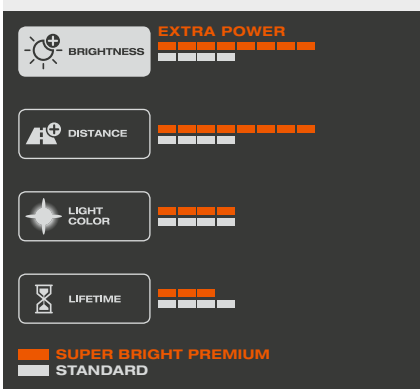 EXTRA POWER
BRIGHTNESS
DISTANCE
LIGHT
COLOR
LIFETIME
SUPER BRIGHT PREMIUM
STANDARD